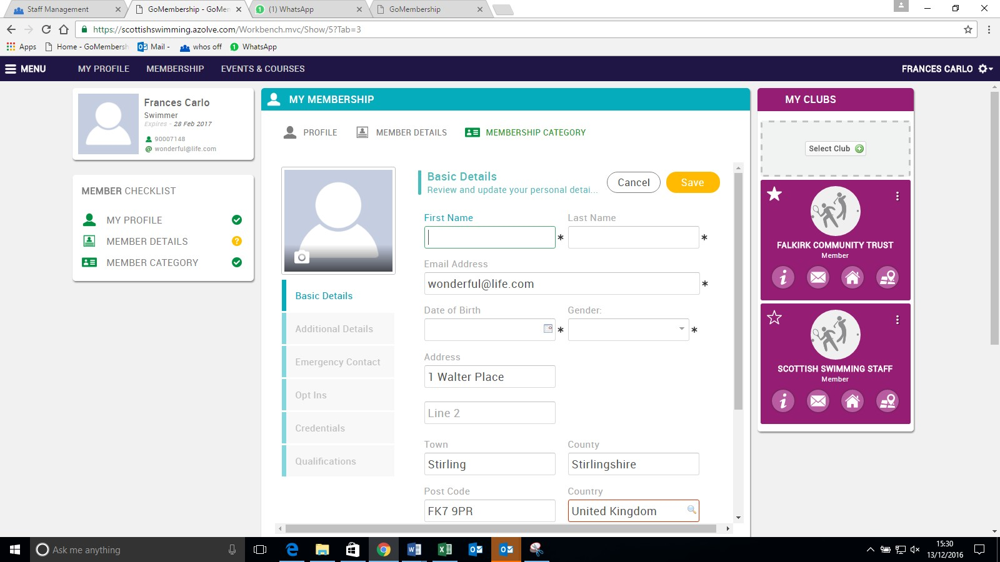 Staff Management
GoMembership - GoMem
(1) WhatsApp
GoMembership
https://scottishswimming.azolve.com/Workbench.mvc/Show/5?Tab=3
Apps
Home - GoMembersh
Mail -
whos off
WhatsApp
MENU
MY PROFILE
MEMBERSHIP
EVENTS & COURSES
FRANCES CARLO
Frances Carlo
Swimmer
Expires - 28 Feb 2017
90007148
@ wonderful@life.com
MEMBER CHECKLIST
MY PROFILE
MEMBER DETAILS
?
MEMBER CATEGORY
MY MEMBERSHIP
PROFILE
MEMBER DETAILS
MEMBERSHIP CATEGORY
Basic Details
Additional Details
Emergency Contact
Opt Ins
Credentials
Qualifications
Basic Details
Review and update your personal detai...
Cancel
Save
First Name
Last Name
*
*
Email Address
wonderful@life.com *
Date of Birth
Gender:
*
*
Address
1 Walter Place
Line 2
Town
County
Stirling
Stirlingshire
Post Code
Country
FK7 9PR
United Kingdom
MY CLUBS
Select Club
FALKIRK COMMUNITY TRUST
Member
i
SCOTTISH SWIMMING STAFF
Member
i
Ask me anything
15:30
13/12/2016